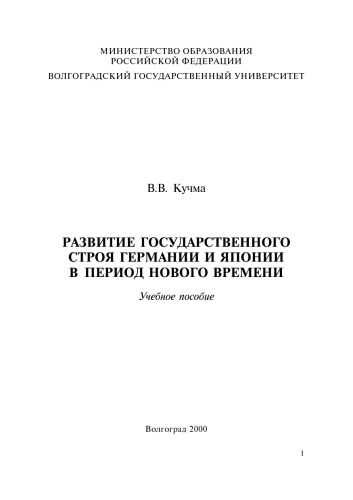 МИНИСТЕРСТВО ОБРАЗОВАНИЯ
РОССИЙСКОЙ ФЕДЕРАЦИИ
ВОЛГОГРАДСКИЙ ГОСУДАРСТВЕННЫЙ УНИВЕРСИТЕТ
В.В. Кучма
РАЗВИТИЕ ГОСУДАРСТВЕННОГО
СТРОЯ ГЕРМАНИИ И ЯПОНИИ
В ПЕРИОД НОВОГО ВРЕМЕНИ
Учебное пособие
Волгоград 2000
1